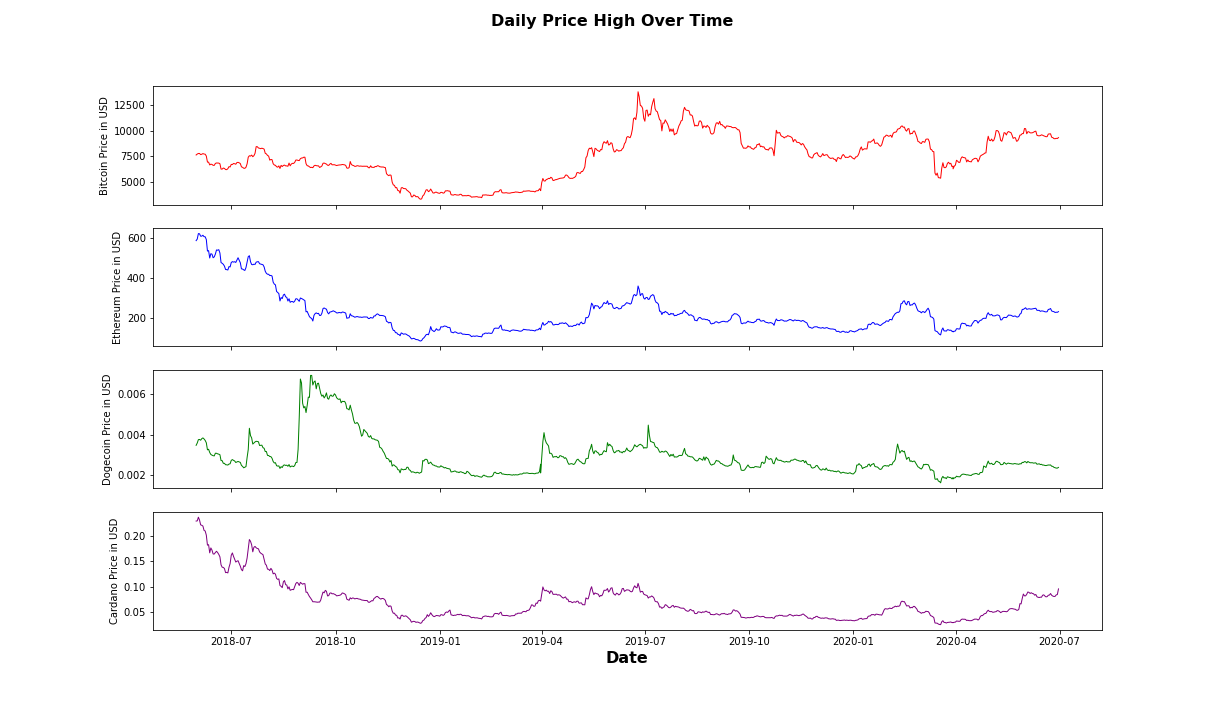 Daily Price High Over Time
Bitcoin Price in USD
12500
10000
7500
5000
Ethereum Price in USD
600
400
200
Dogecoin Price in USD
0.006
0.004
0.002
Cardano Price in USD
0.20
0.15
0.10
0.05
2018-07 2018-10 2019-01 2019-04 2019-07 2019-10 2020-01 2020-04 2020-07
Date